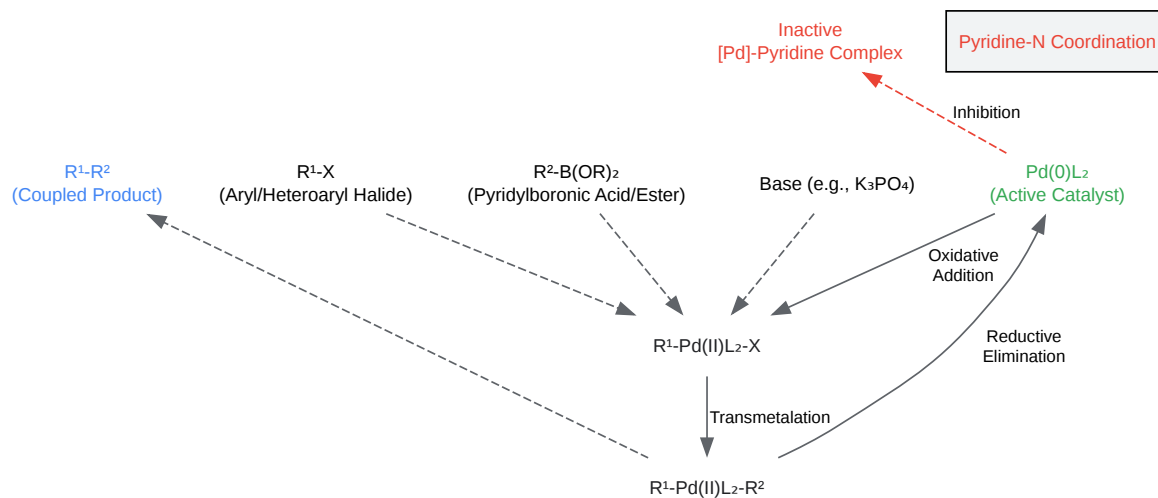 Inactive
[Pd]-Pyridine Complex
Pyridine-N Coordination
Inhibition
R¹-R²
(Coupled Product)
R¹-X
(Aryl/Heteroaryl Halide)
R²-B(OR)₂
(Pyridylboronic Acid/Ester)
Base (e.g., K₃PO₄)
Pd(0)L₂
(Active Catalyst)
Oxidative
Addition
R¹-Pd(II)L₂-X
Reductive
Elimination
Transmetalation
R¹-Pd(II)L₂-R²